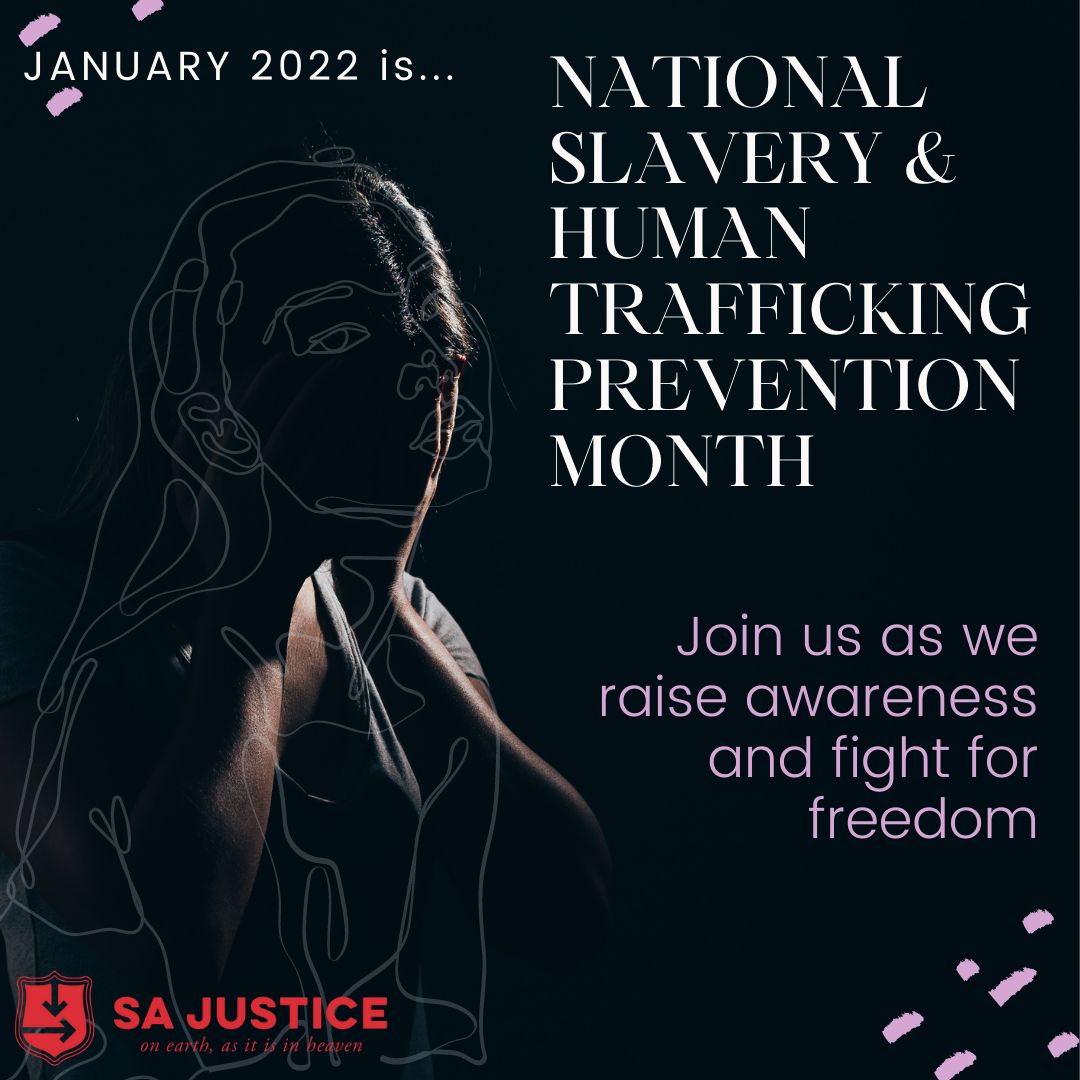 JANUARY 2022 is...
NATIONAL
SLAVERY &
HUMAN
TRAFFICKING
PREVENTION
MONTH
Join us as we
raise awareness
and fight for
freedom
SA JUSTICE
on earth, as it is in heaven